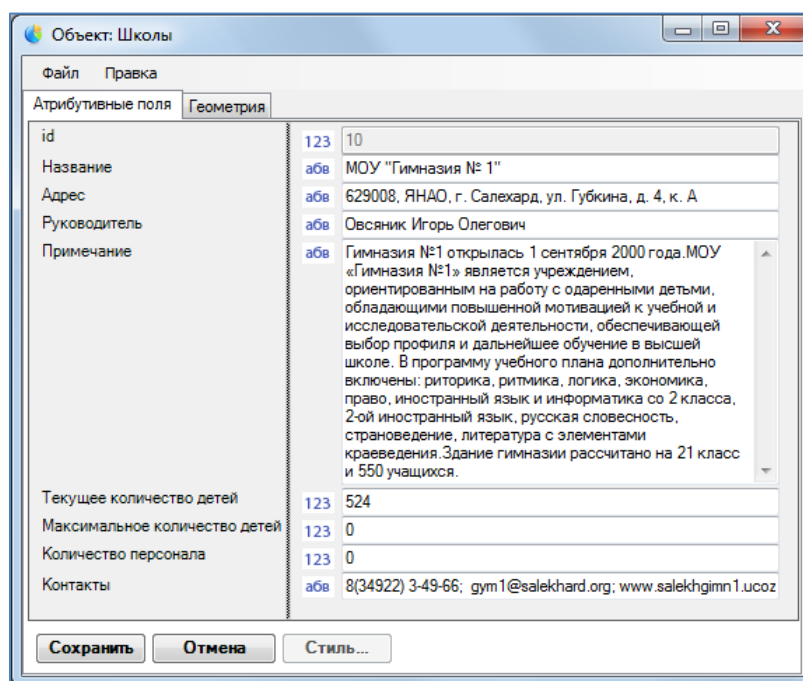 Объект: Школы
Файл Правка
Атрибутивные поля Геометрия
id 123 10
Название абв МОУ "Гимназия № 1"
Адрес абв 629008, ЯНАО, г. Салехард, ул. Губкина, д. 4, к. А
Руководитель абв Овсяник Игорь Олегович
Примечание абв Гимназия №1 открылась 1 сентября 2000 года.МОУ
«Гимназия №1» является учреждением,
ориентированным на работу с одаренными детьми,
обладающими повышенной мотивацией к учебной и
исследовательской деятельности, обеспечивающей
выбор профиля и дальнейшее обучение в высшей
школе. В программу учебного плана дополнительно
включены: риторика, ритмика, логика, экономика,
право, иностранный язык и информатика со 2 класса,
2-ой иностранный язык, русская словесность,
страноведение, литература с элементами
краеведения.Здание гимназии рассчитано на 21 класс
и 550 учащихся.
Текущее количество детей 123 524
Максимальное количество детей 123 0
Количество персонала 123 0
Контакты абв 8(34922) 3-49-66; gym1@salekhard.org; www.salekhgimn1.ucoz
Сохранить Отмена Стиль...